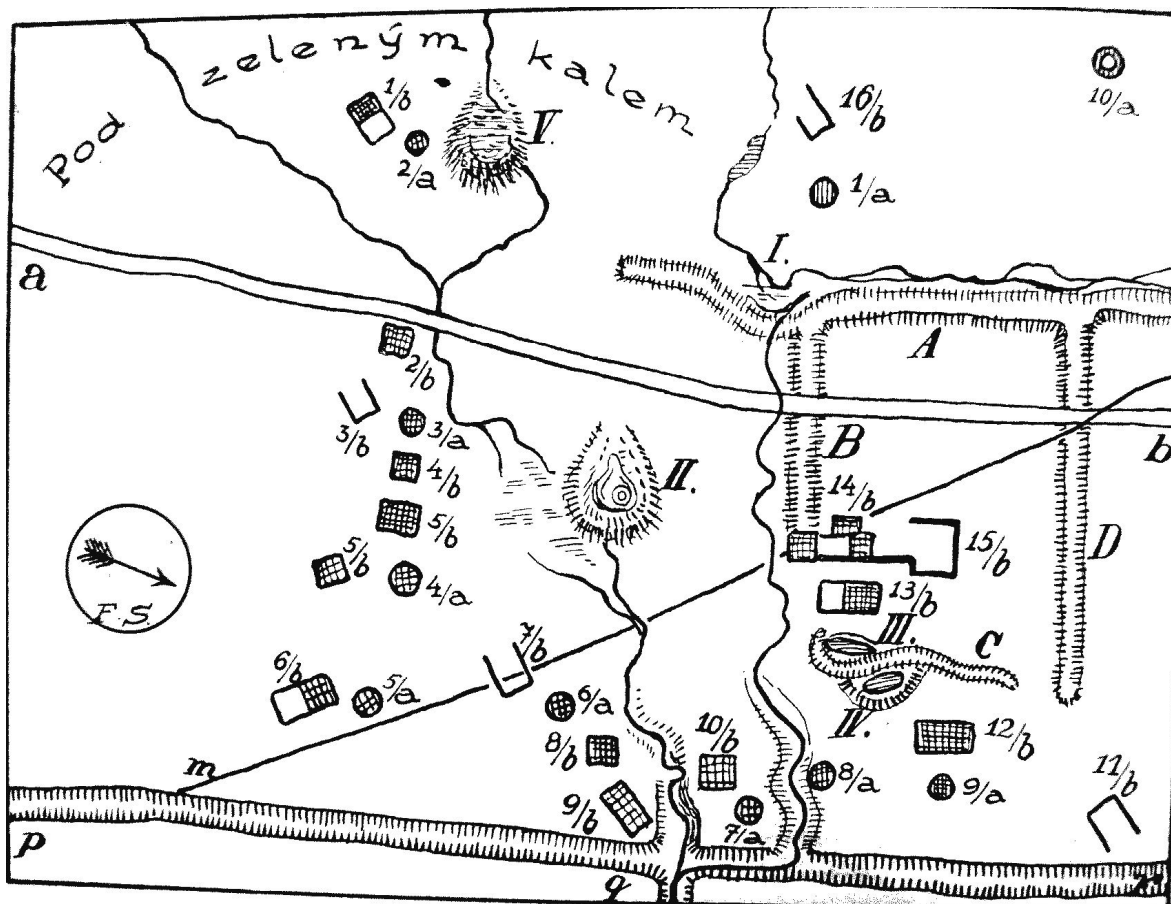 Pod zeleným kalem
1/b
2/a
V.
16/b
10/a
1/a
I.
a
A
2/b
3/b
3/a
4/b
B
b
II.
14/b
5/b
15/b
D
5/b
4/a
F.S.
13/b
III.
C
7/b
6/b
5/a
6/a
IV.
12/b
10/b
8/b
m
11/b
8/a
9/a
9/b
7/a
p
q